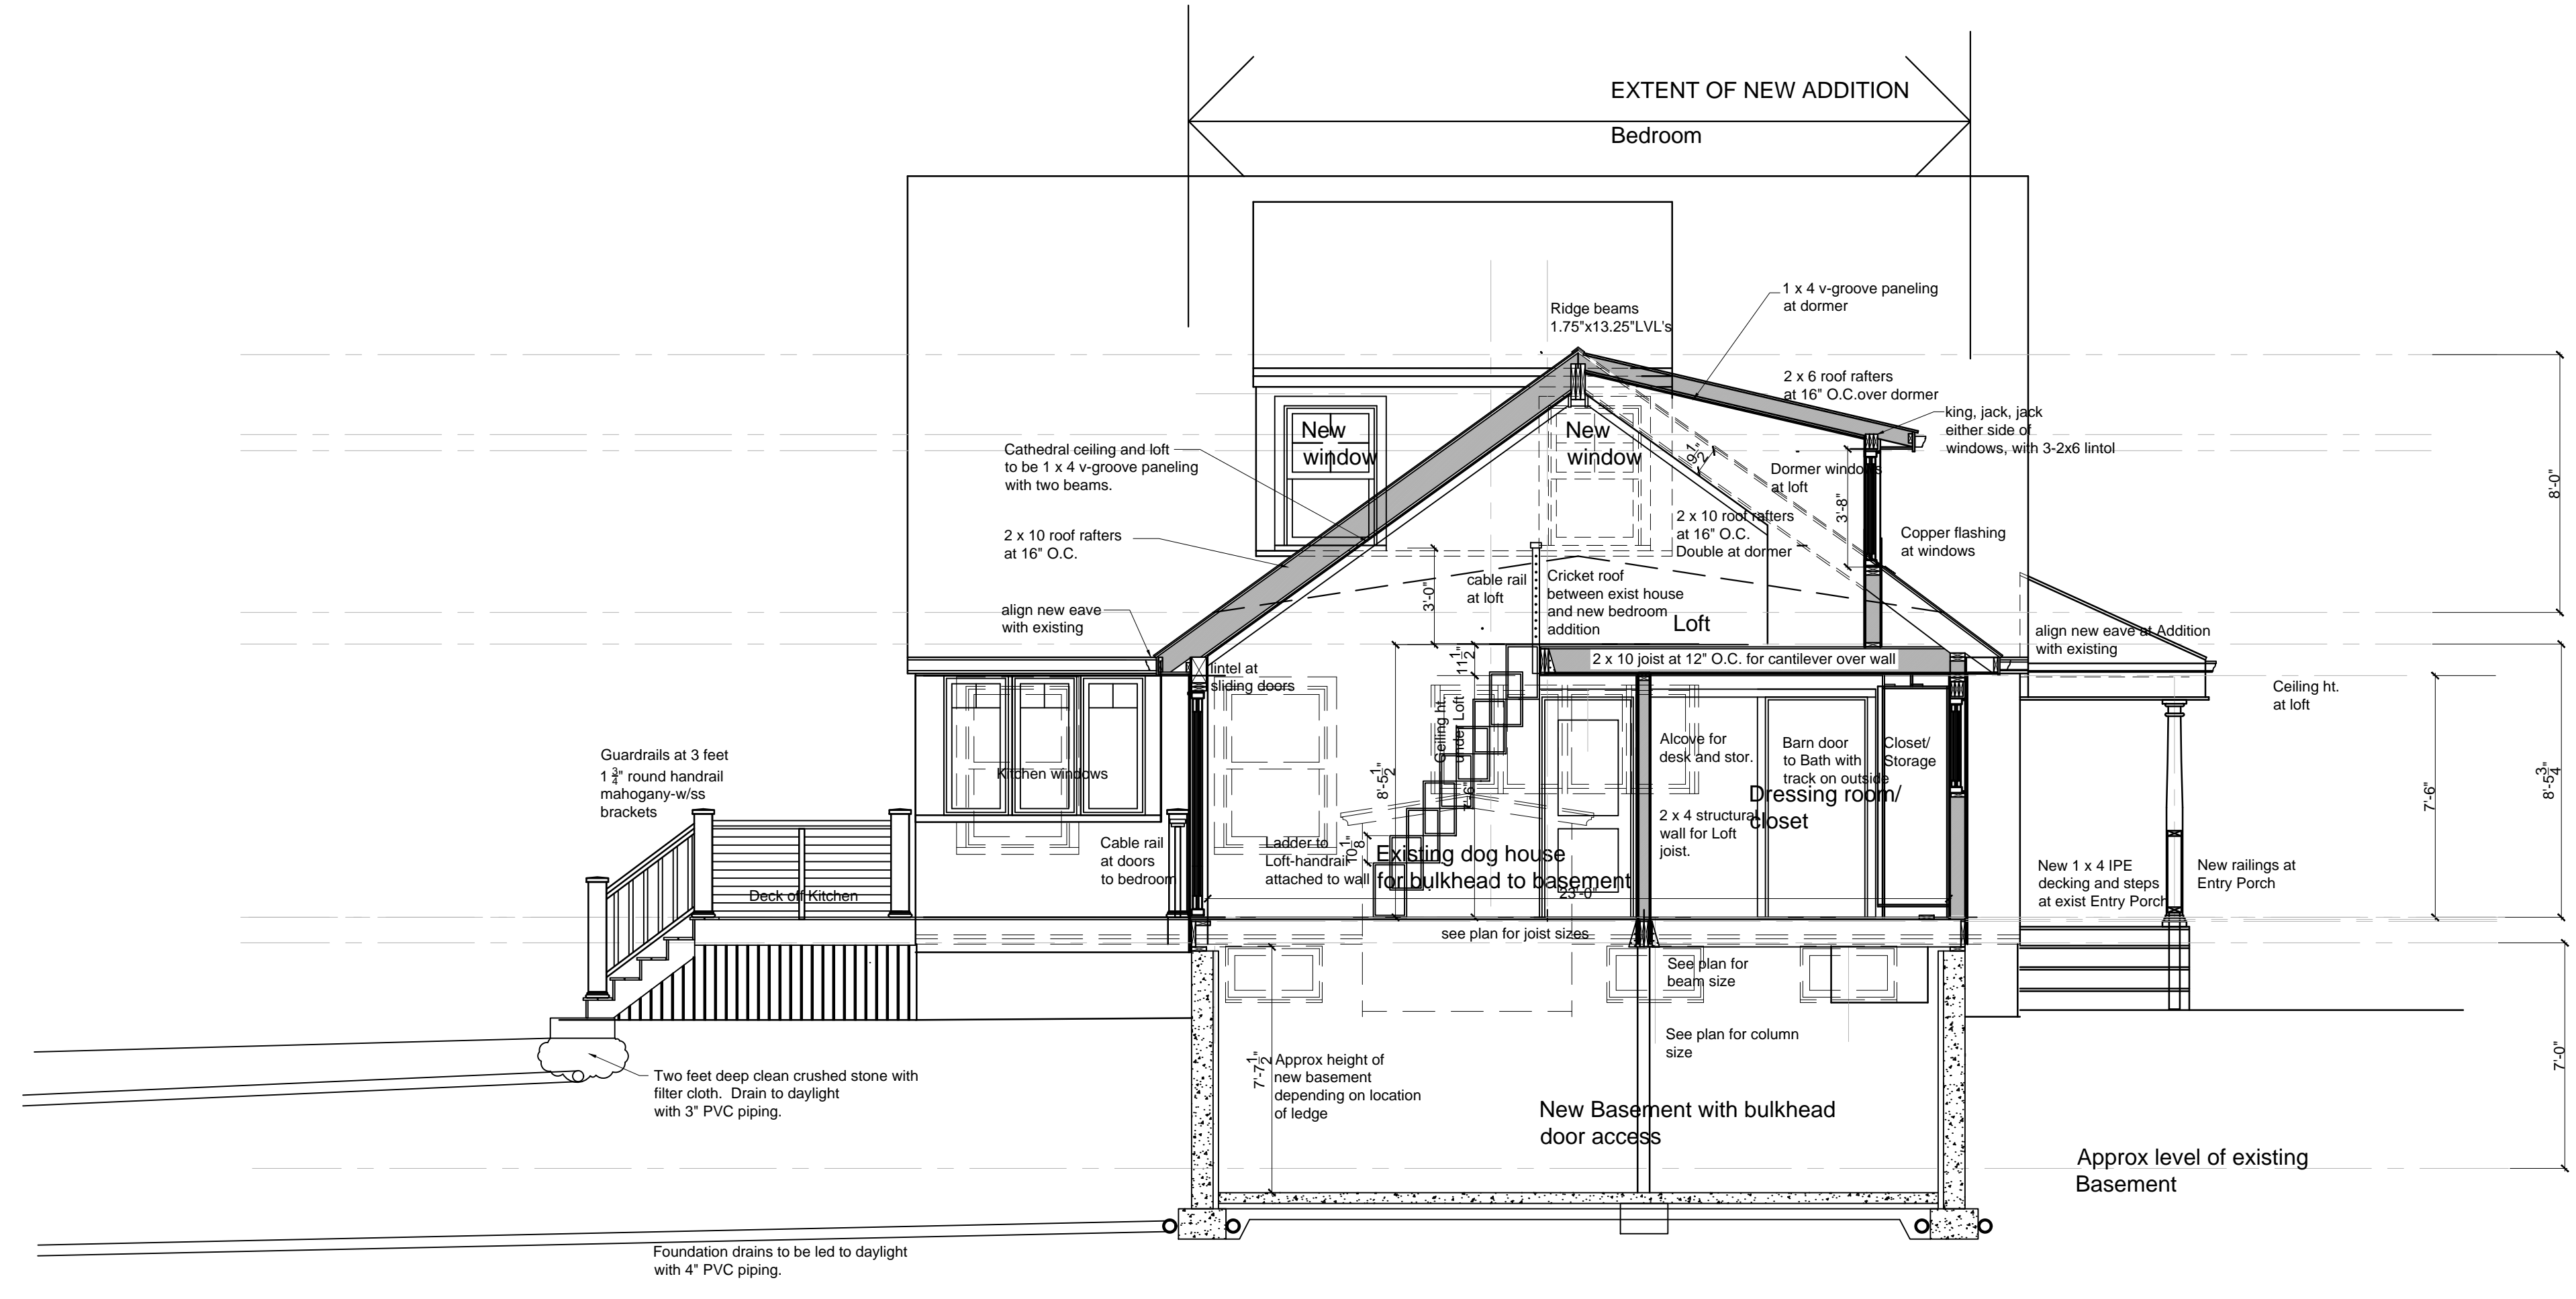 EXTENT OF NEW ADDITION
Bedroom
1 x 4 v-groove paneling
at dormer
Ridge beams
1.75"x13.25"LVL's
2 x 6 roof rafters
at 16" O.C.over dormer
king, jack, jack
either side of
windows, with 3-2x6 lintol
New
window
New
window
Cathedral ceiling and loft
to be 1 x 4 v-groove paneling
with two beams.
9 1/2"
Dormer windows
at loft
3'-8"
8'-0"
2 x 10 roof rafters
at 16" O.C.
2 x 10 roof rafters
at 16" O.C.
Double at dormer
Copper flashing
at windows
cable rail
at loft
3'-0"
Cricket roof
between exist house
and new bedroom
addition
Loft
align new eave
with existing
align new eave at Addition
with existing
11 1/2"
2 x 10 joist at 12" O.C. for cantilever over wall
lintel at
sliding doors
Ceiling ht.
at loft
Ceiling ht.
under Loft
Guardrails at 3 feet
1 3/4" round handrail
mahogany-w/ss
brackets
Kitchen windows
8'-5 1/2"
7'-6"
Alcove for
desk and stor.
Barn door
to Bath with
track on outside
Closet/
Storage
Dressing room/
closet
7'-6"
8'-5 3/4"
2 x 4 structural
wall for Loft
joist.
Cable rail
at doors
to bedroom
Ladder to
Loft-handrail
attached to wall
10 1/8"
Existing dog house
for bulkhead to basement
23'-0"
Deck off Kitchen
New 1 x 4 IPE
decking and steps
at exist Entry Porch
New railings at
Entry Porch
see plan for joist sizes
See plan for
beam size
See plan for column
size
7'-7 1/2"
Approx height of
new basement
depending on location
of ledge
7'-0"
Two feet deep clean crushed stone with
filter cloth.  Drain to daylight
with 3" PVC piping.
New Basement with bulkhead
door access
Approx level of existing
Basement
Foundation drains to be led to daylight
with 4" PVC piping.